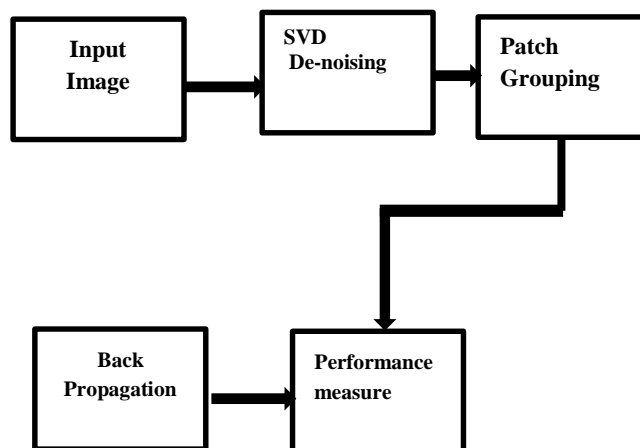 Input
Image
SVD
De-noising
Patch
Grouping
Back
Propagation
Performance
measure